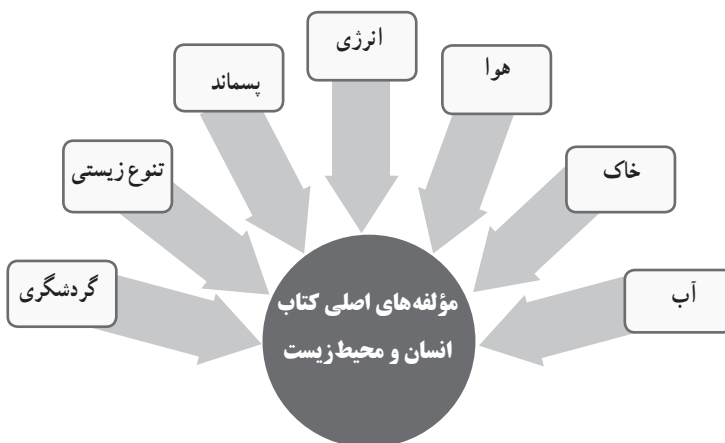 آب
خاک
هوا
انرژی
پسماند
تنوع زیستی
گردشگری
مؤلفه‌های اصلی کتاب
انسان و محیط‌زیست